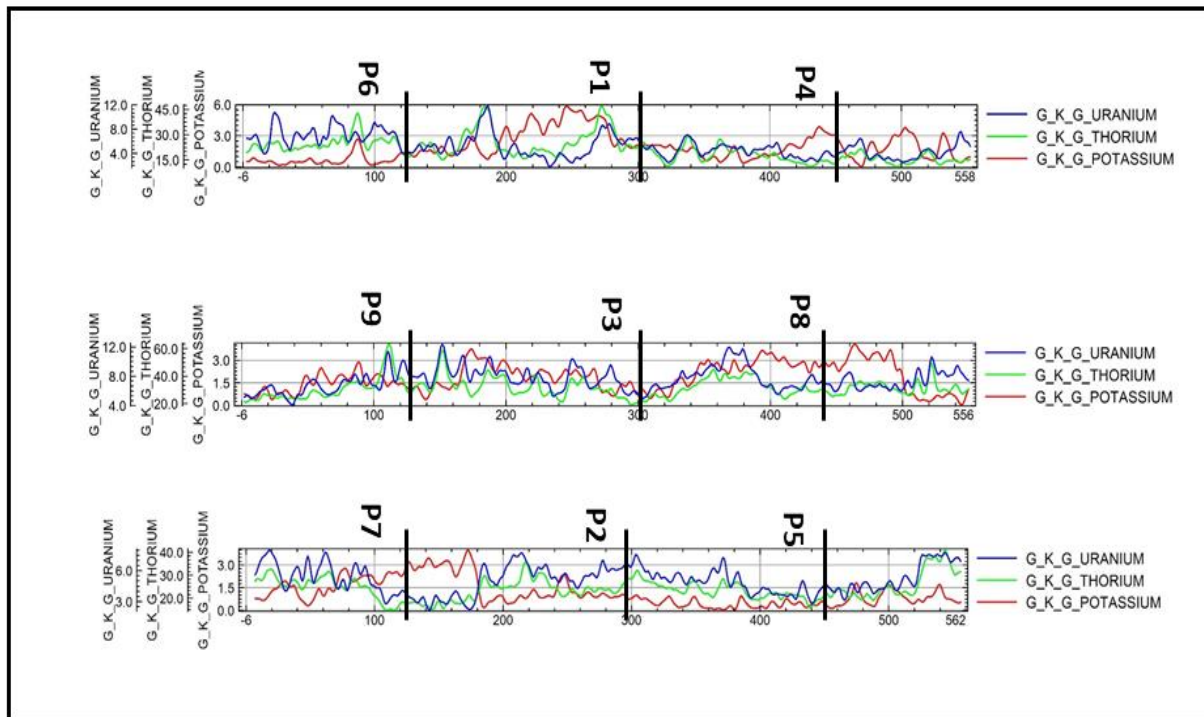 P6
P1
P4
G_K_G_URANIUM
G_K_G_THORIUM
G_K_G_POTASSIUM
12.0
8.0
4.0
45.0
30.0
15.0
6.0
3.0
0.0
-6 100 200 300 400 500 558
G_K_G_URANIUM
G_K_G_THORIUM
G_K_G_POTASSIUM
P9
P3
P8
G_K_G_URANIUM
G_K_G_THORIUM
G_K_G_POTASSIUM
12.0
8.0
4.0
60.0
40.0
20.0
3.0
1.5
0.0
-6 100 200 300 400 500 556
G_K_G_URANIUM
G_K_G_THORIUM
G_K_G_POTASSIUM
P7
P2
P5
G_K_G_URANIUM
G_K_G_THORIUM
G_K_G_POTASSIUM
6.0
3.0
40.0
30.0
20.0
3.0
1.5
0.0
-6 100 200 300 400 500 562
G_K_G_URANIUM
G_K_G_THORIUM
G_K_G_POTASSIUM